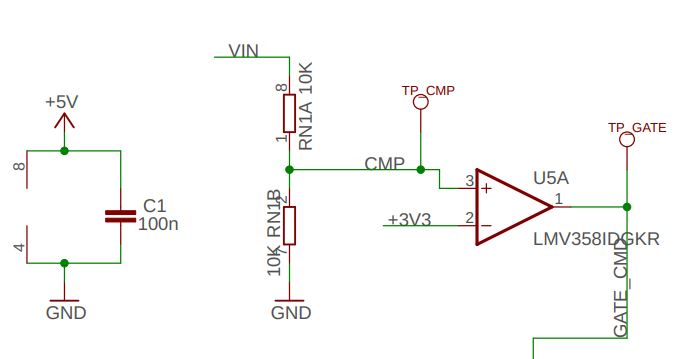 VIN
+5V
8
4
C1
100n
GND
8
RN1A 10K
1
CMP
2
10K RN1B
7
GND
TP_CMP
TP_GATE
3
+
2
-
+3V3
U5A
1
LMV358IDGKR
GATE_CMD